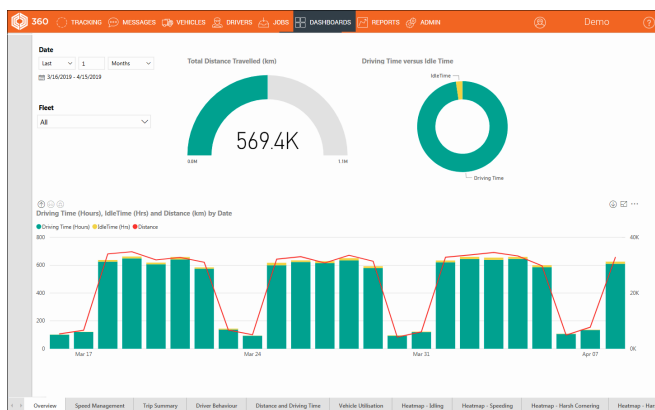 360 TRACKING MESSAGES VEHICLES DRIVERS JOBS DASHBOARDS REPORTS ADMIN Demo ?
Date
Last 1 Months
3/16/2019 - 4/15/2019
Fleet
All
Total Distance Travelled (km)
569.4K
0.0M 1.1M
Driving Time versus Idle Time
IdleTime
Driving Time
Driving Time (Hours), IdleTime (Hrs) and Distance (km) by Date
Driving Time (Hours) IdleTime (Hrs) Distance
800 40K
600
400 20K
200
0 0K
Mar 17 Mar 24 Mar 31 Apr 07
Overview Speed Management Trip Summary Driver Behaviour Distance and Driving Time Vehicle Utilisation Heatmap - Idling Heatmap - Speeding Heatmap - Harsh Cornering Heatmap - Har